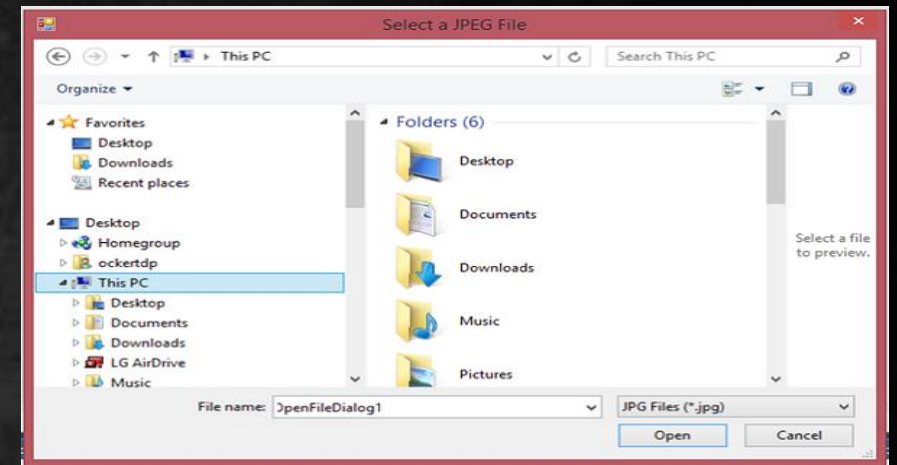 Select a JPEG File
This PC
Search This PC
Organize
Favorites
Desktop
Downloads
Recent places
Desktop
Homegroup
ockertdp
This PC
Desktop
Documents
Downloads
LG AirDrive
Music
Folders (6)
Desktop
Documents
Downloads
Music
Pictures
Select a file
to preview.
File name: OpenFileDialog1
JPG Files (*.jpg)
Open Cancel